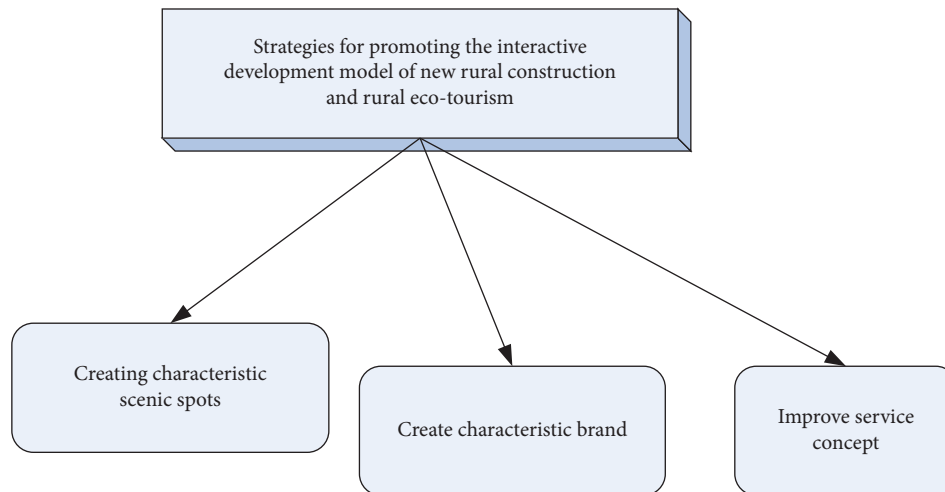 Strategies for promoting the interactive
development model of new rural construction
and rural eco-tourism
Creating characteristic
scenic spots
Create characteristic brand
Improve service
concept